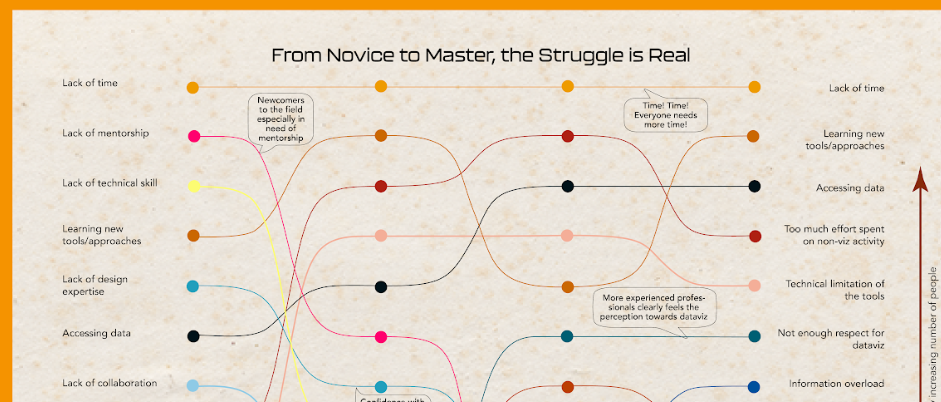 From Novice to Master, the Struggle is Real
Lack of time
Lack of mentorship
Lack of technical skill
Learning new
tools/approaches
Lack of design
expertise
Accessing data
Lack of collaboration
Newcomers
to the field
especially in
need of
mentorship
Time! Time!
Everyone needs
more time!
More experienced profes-
sionals clearly feels the
perception towards dataviz
Confidence with
Lack of time
Learning new
tools/approaches
Accessing data
Too much effort spent
on non-viz activity
Technical limitation of
the tools
Not enough respect for
dataviz
Information overload
increasing number of people